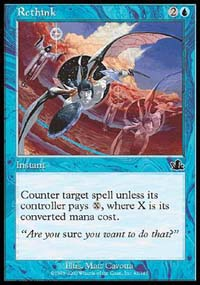 Rethink
2
Instant
Counter target spell unless its
controller pays X, where X is its
converted mana cost.
"Are you sure you want to do that?"
Illus. Matt Cavotta